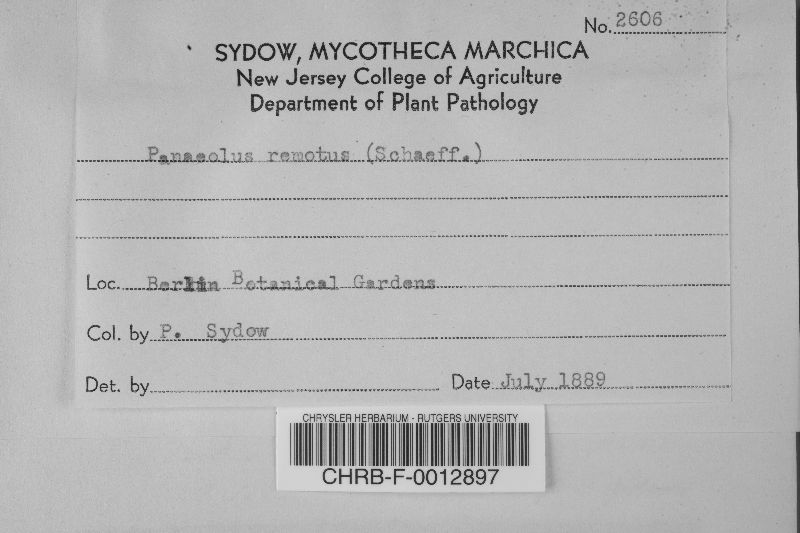 No. 2606
SYDOW, MYCOTHECA MARCHICA
New Jersey College of Agriculture
Department of Plant Pathology
Panaeolus remotus (Schaeff.)
Loc. Berlin Botanical Gardens
Col. by P. Sydow
Det. by
Date July 1889
CHRYSLER HERBARIUM - RUTGERS UNIVERSITY
CHRB-F-0012897